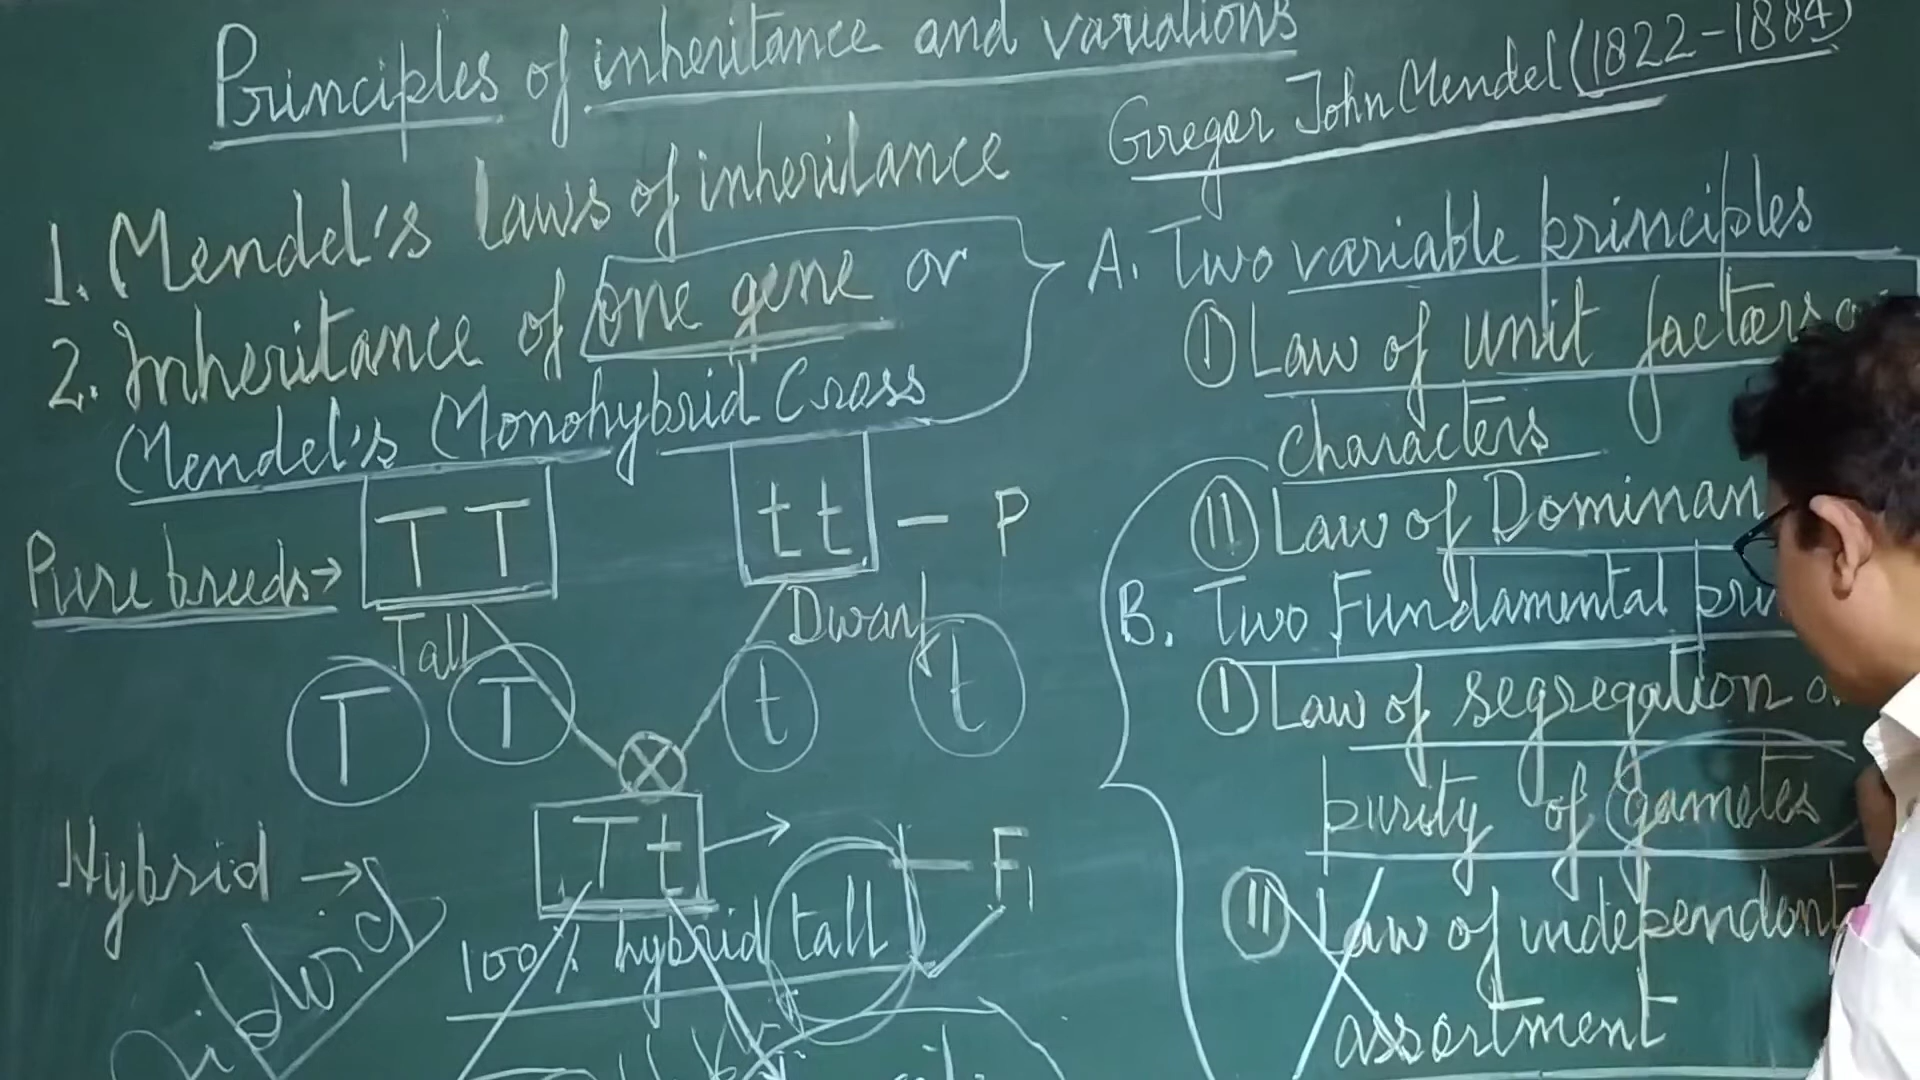 Principles of inheritance and variations
Gregor John Mendel (1822-1884)
1. Mendel's laws of inheritance
2. Inheritance of one gene or
Mendel's Monohybrid Cross
Pure breeds→ TT tt — P
Tall Dwarf
T T t t
Hybrid → Tt → — F1
100% hybrid tall
Diploid
A. Two variable principles
I Law of unit factors
characters
II Law of Dominan
B. Two Fundamental pri
I Law of segregation
purity of gametes
II Law of independent
assortment